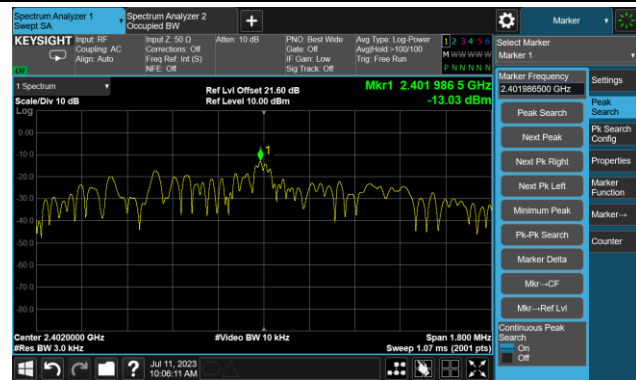 Spectrum Analyzer 1
Swept SA
Spectrum Analyzer 2
Occupied BW
Marker
KEYSIGHT
Input: RF
Coupling: AC
Align: Auto
Input Z: 50 Ω
Corrections: Off
Freq Ref: Int (S)
NFE: Off
Atten: 10 dB
PNO: Best Wide
Gate: Off
IF Gain: Low
Sig Track: Off
Avg Type: Log-Power
Avg|Hold >100/100
Trig: Free Run
1 2 3 4 5 6
M W W W W W
P N N N N N
Select Marker
Marker 1
1 Spectrum
Scale/Div 10 dB
Log
Ref Lvl Offset 21.60 dB
Ref Level 10.00 dBm
Mkr1 2.401 986 5 GHz
-13.03 dBm
0.00
-10.0
-20.0
-30.0
-40.0
-50.0
-60.0
-70.0
-80.0
1
Center 2.4020000 GHz
#Res BW 3.0 kHz
#Video BW 10 kHz
Span 1.800 MHz
Sweep 1.07 ms (2001 pts)
Marker Frequency
2.401986500 GHz
Peak Search
Next Peak
Next Pk Right
Next Pk Left
Minimum Peak
Pk-Pk Search
Marker Delta
Mkr→CF
Mkr→Ref Lvl
Continuous Peak
Search
On
Off
Settings
Peak
Search
Pk Search
Config
Properties
Marker
Function
Marker→
Counter
Jul 11, 2023
10:06:11 AM